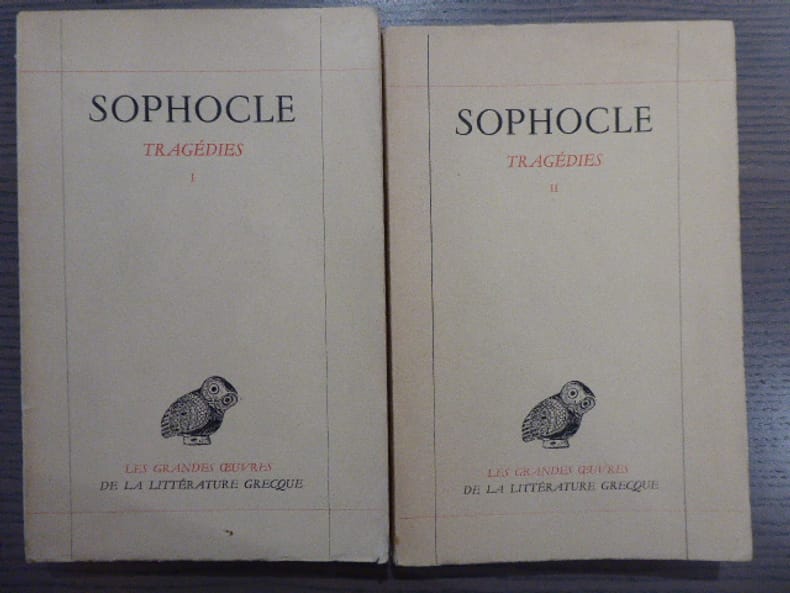 SOPHOCLE
TRAGÉDIES
I
LES GRANDES ŒUVRES
DE LA LITTÉRATURE GRECQUE
SOPHOCLE
TRAGÉDIES
II
LES GRANDES ŒUVRES
DE LA LITTÉRATURE GRECQUE